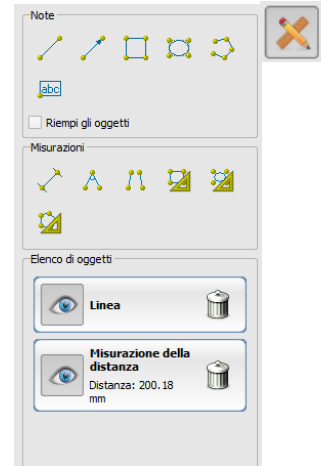 Note
abc
Riempi gli oggetti
Misurazioni
Elenco di oggetti
Linea
Misurazione della
distanza
Distanza: 200.18
mm